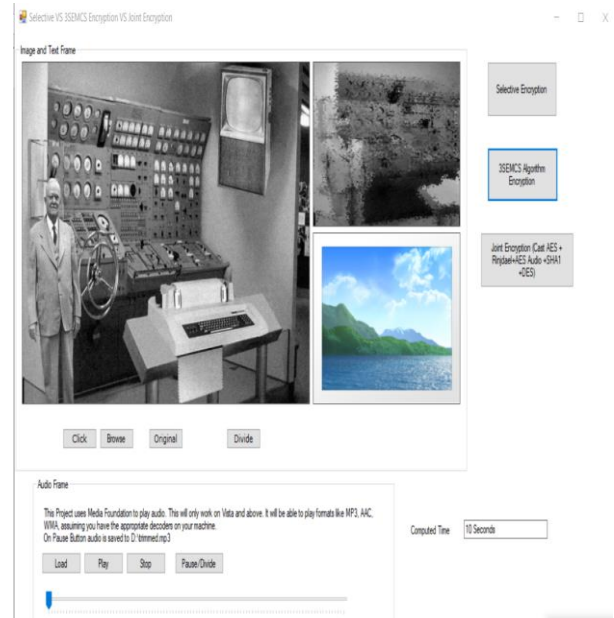 Selective VS 3SEMCS Encryption VS Joint Encryption
Image and Text Frame
Selective Encryption
3SEMCS Algorithm
Encryption
Joint Encryption (Cast AES +
Rinjdael+AES Audio +SHA1
+DES)
Click
Browse
Original
Divide
Audio Frame
This Project uses Media Foundation to play audio. This will only work on Vista and above. It will be able to play formats like MP3, AAC,
WMA, assuming you have the appropriate decoders on your machine.
On Pause Button audio is saved to D:\trimmed.mp3
Load
Play
Stop
Pause/Divide
Computed Time
10 Seconds